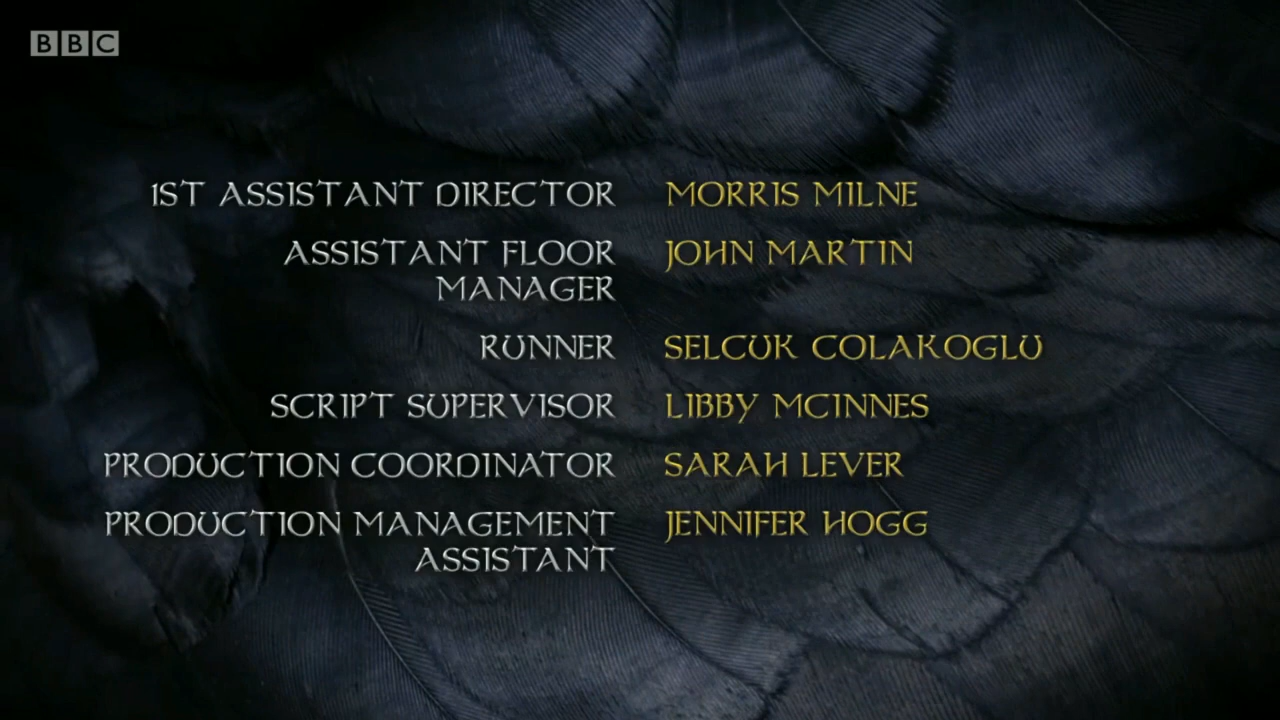 BBC
1ST ASSISTANT DIRECTOR MORRIS MILNE
ASSISTANT FLOOR MANAGER JOHN MARTIN
RUNNER SELCUK COLAKOGLU
SCRIPT SUPERVISOR LIBBY MCINNES
PRODUCTION COORDINATOR SARAH LEVER
PRODUCTION MANAGEMENT ASSISTANT JENNIFER HOGG